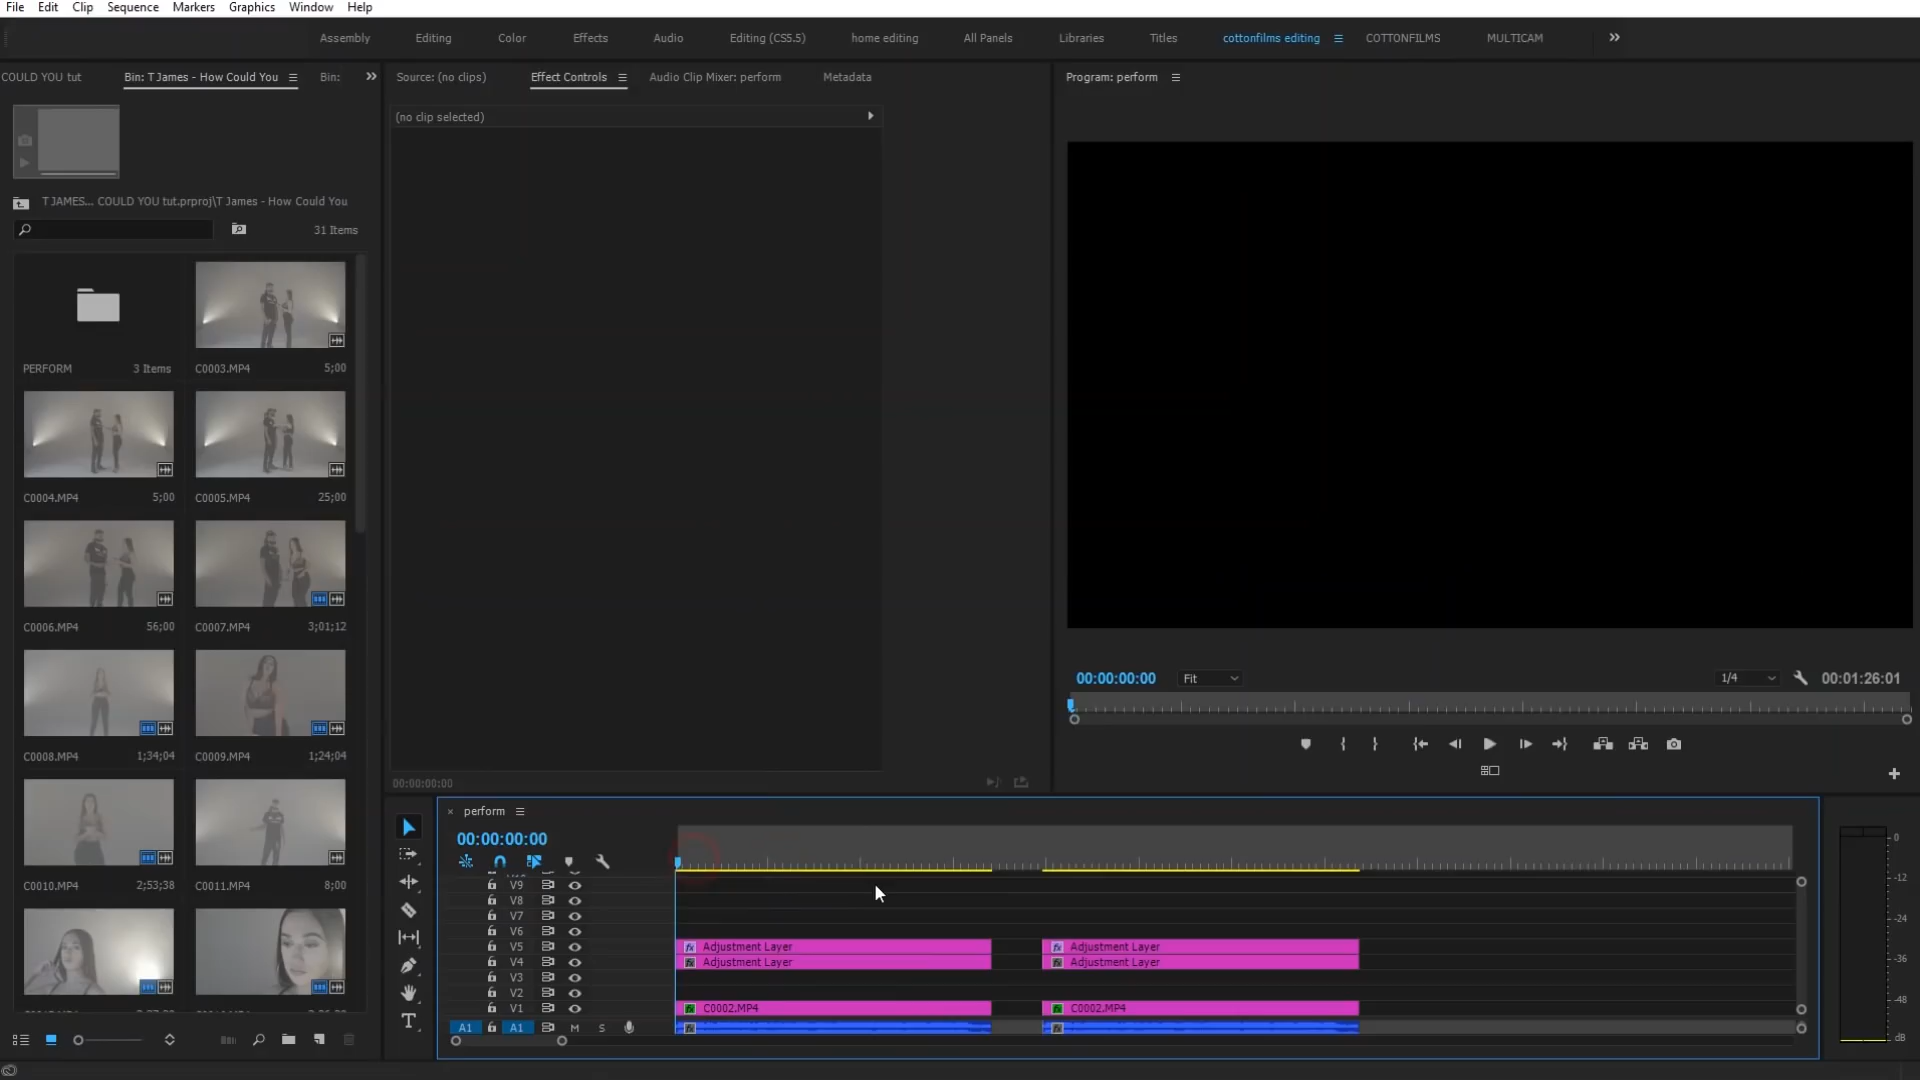 File Edit Clip Sequence Markers Graphics Window Help
Assembly Editing Color Effects Audio Editing (CS5.5) home editing All Panels Libraries Titles cottonfilms editing COTTONFILMS MULTICAM
COULD YOU tut Bin: T James - How Could You Bin: Source: (no clips) Effect Controls Audio Clip Mixer: perform Metadata Program: perform
(no clip selected)
T JAMES... COULD YOU tut.prproj\T James - How Could You
31 Items
PERFORM 3 Items C0003.MP4 5;00
C0004.MP4 5;00 C0005.MP4 25;00
C0006.MP4 56;00 C0007.MP4 3;01;12
C0008.MP4 1;34;04 C0009.MP4 1;24;04
C0010.MP4 2;53;38 C0011.MP4 8;00
00:00:00:00
00:00:00:00 Fit 1/4 00:01:26:01
× perform
00:00:00:00
V9
V8
V7
V6
V5 fx Adjustment Layer fx Adjustment Layer
V4 fx Adjustment Layer fx Adjustment Layer
V3
V2
V1 fx C0002.MP4 fx C0002.MP4
A1 A1 M S fx fx
T
0
-12
-24
-36
-48
dB